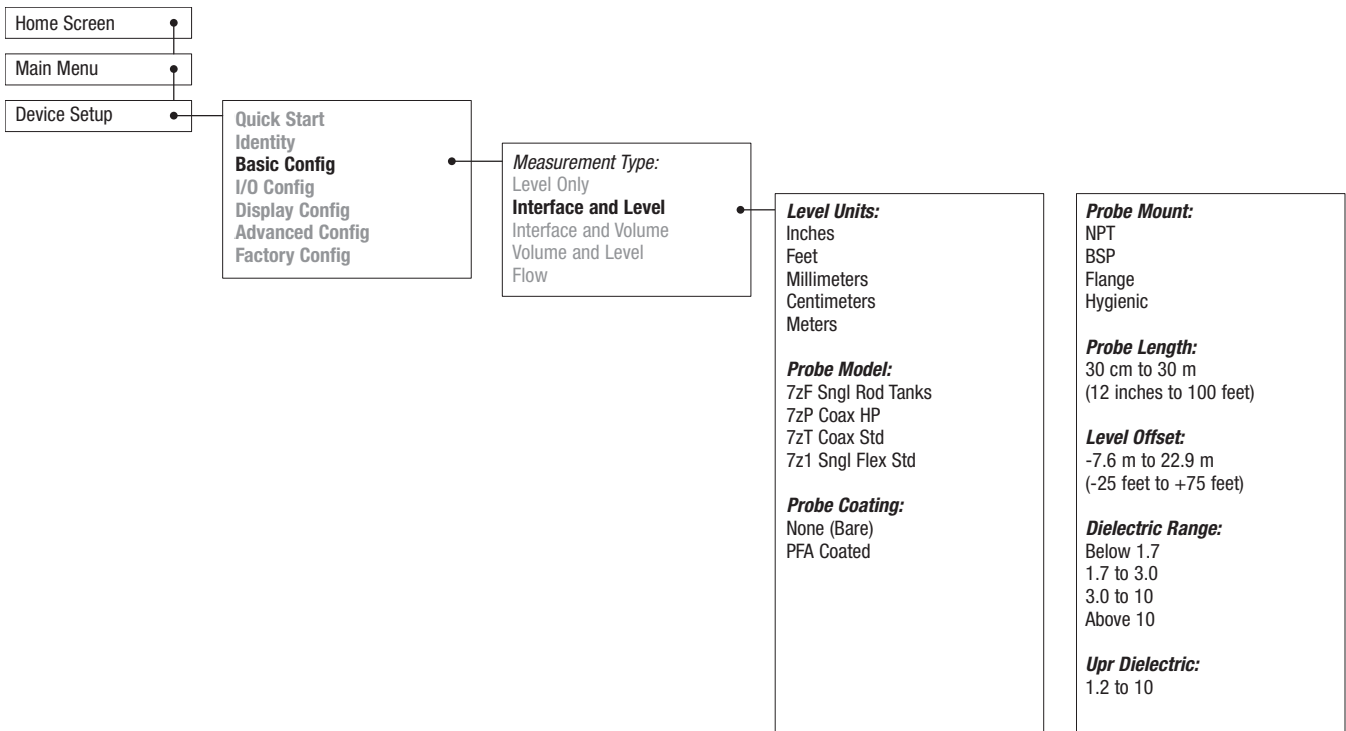 Home Screen
Main Menu
Device Setup
Quick Start
Identity
Basic Config
I/O Config
Display Config
Advanced Config
Factory Config
Measurement Type:
Level Only
Interface and Level
Interface and Volume
Volume and Level
Flow
Level Units:
Inches
Feet
Millimeters
Centimeters
Meters
Probe Model:
7zF Sngl Rod Tanks
7zP Coax HP
7zT Coax Std
7z1 Sngl Flex Std
Probe Coating:
None (Bare)
PFA Coated
Probe Mount:
NPT
BSP
Flange
Hygienic
Probe Length:
30 cm to 30 m
(12 inches to 100 feet)
Level Offset:
-7.6 m to 22.9 m
(-25 feet to +75 feet)
Dielectric Range:
Below 1.7
1.7 to 3.0
3.0 to 10
Above 10
Upr Dielectric:
1.2 to 10